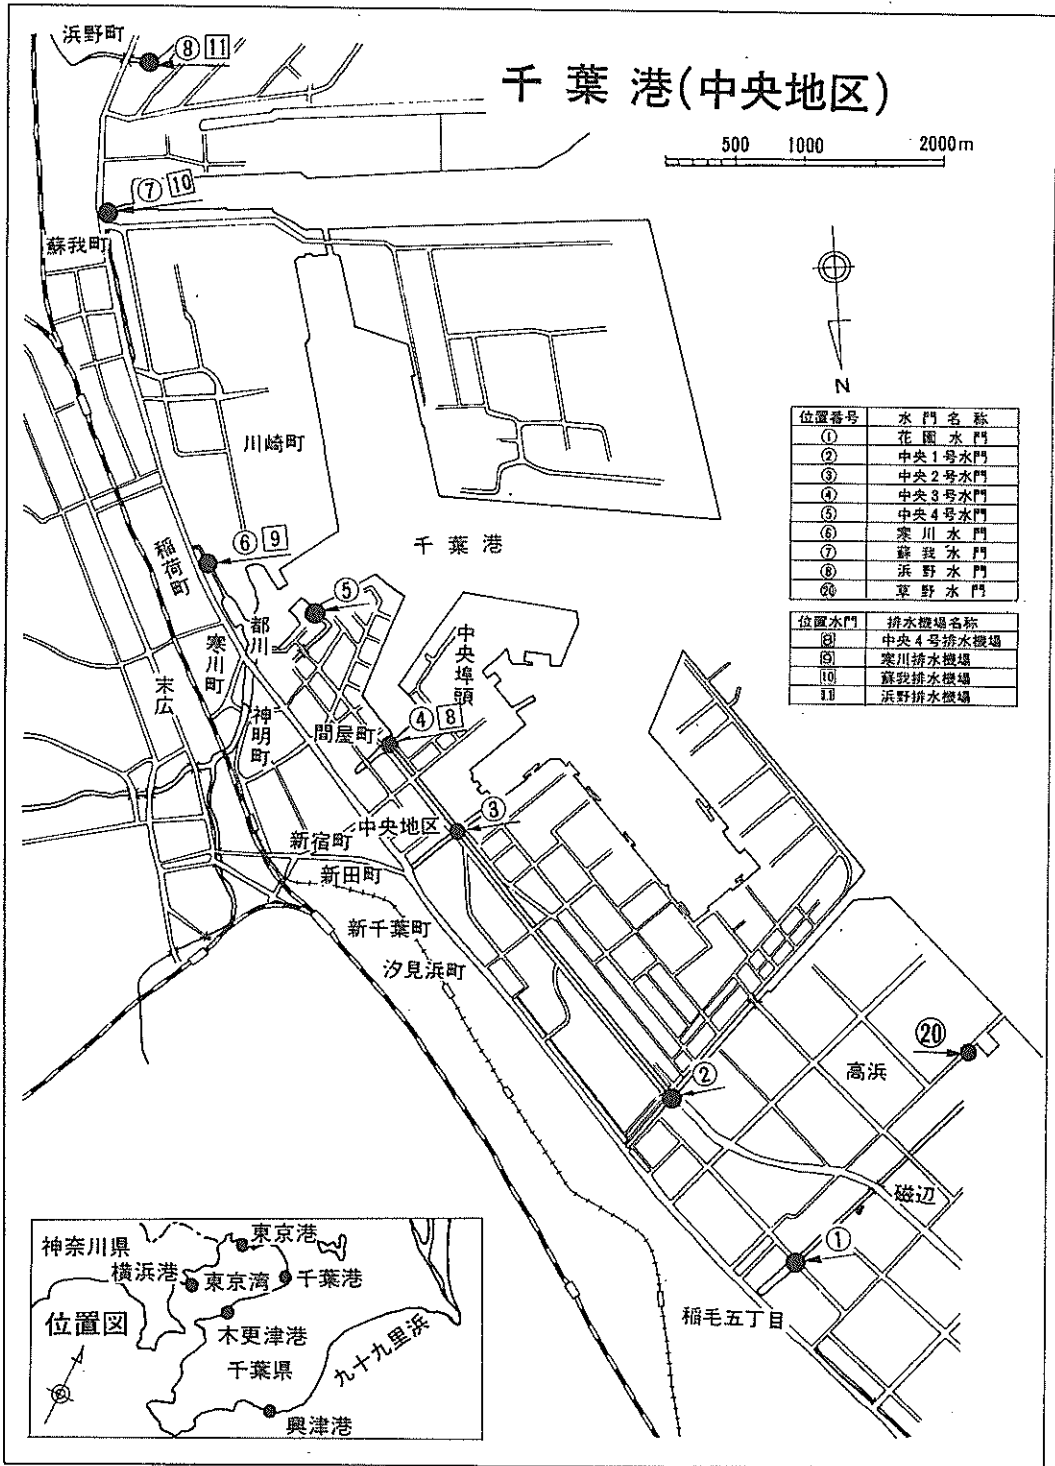 千葉港(中央地区)
500 1000 2000m
N
浜野町
⑧ 11
⑦ 10
蘇我町
川崎町
千葉港
⑥ 9
稲荷町
⑤
都川
寒川町
末広
神明町
中央埠頭
問屋町
④ 8
③
中央地区
新宿町
新田町
新千葉町
汐見浜町
②
⑳
高浜
磁辺
①
稲毛五丁目
位置番号 水門名称
① 花園水門
② 中央1号水門
③ 中央2号水門
④ 中央3号水門
⑤ 中央4号水門
⑥ 寒川水門
⑦ 蘇我水門
⑧ 浜野水門
⑳ 草野水門
位置水門 排水機場名称
8 中央4号排水機場
9 寒川排水機場
10 蘇我排水機場
11 浜野排水機場
神奈川県
東京港
横浜港
東京湾
千葉港
位置図
木更津港
千葉県
九十九里浜
興津港